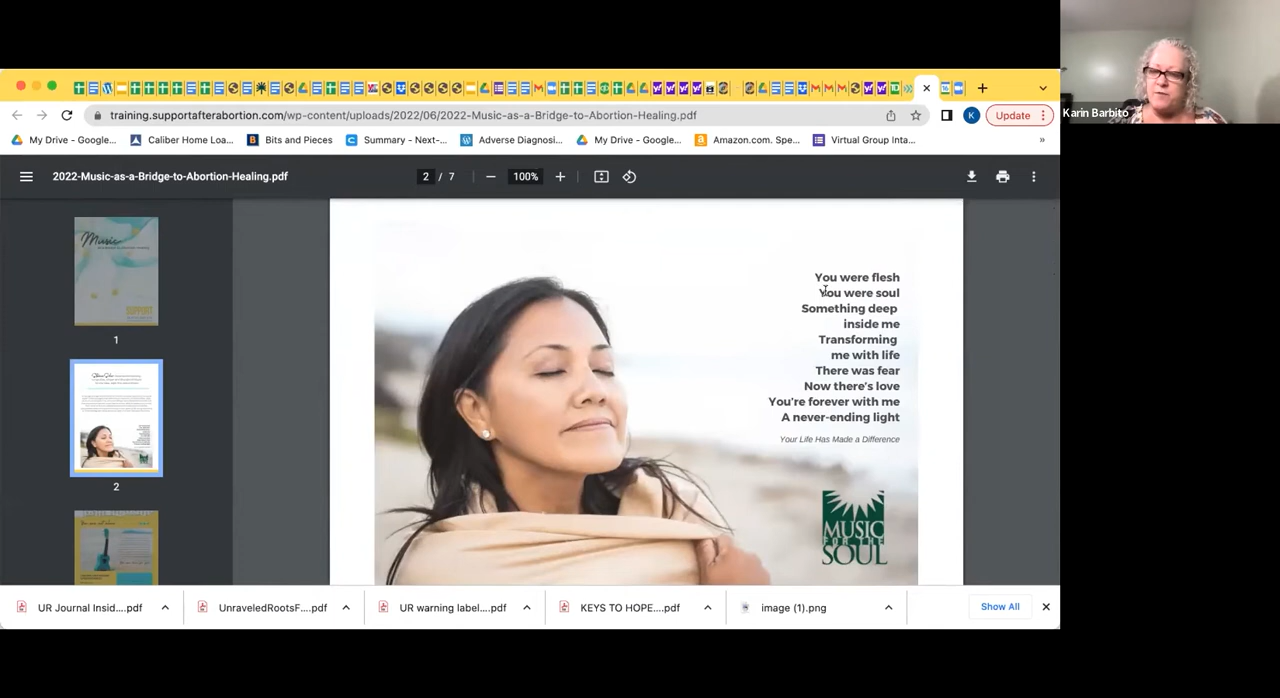 training.supportafterabortion.com/wp-content/uploads/2022/06/2022-Music-as-a-Bridge-to-Abortion-Healing.pdf
Update
My Drive – Google...
Caliber Home Loa...
Bits and Pieces
Summary - Next-...
Adverse Diagnosi...
My Drive – Google...
Amazon.com. Spe...
Virtual Group Inta...
»
2022-Music-as-a-Bridge-to-Abortion-Healing.pdf
2 / 7
100%
Music
SUPPORT
1
2
You were flesh
You were soul
Something deep
inside me
Transforming
me with life
There was fear
Now there's love
You're forever with me
A never-ending light
Your Life Has Made a Difference
MUSIC
FOR THE
SOUL
UR Journal Insid....pdf
UnraveledRootsF....pdf
UR warning label....pdf
KEYS TO HOPE....pdf
image (1).png
Show All
Karin Barbito